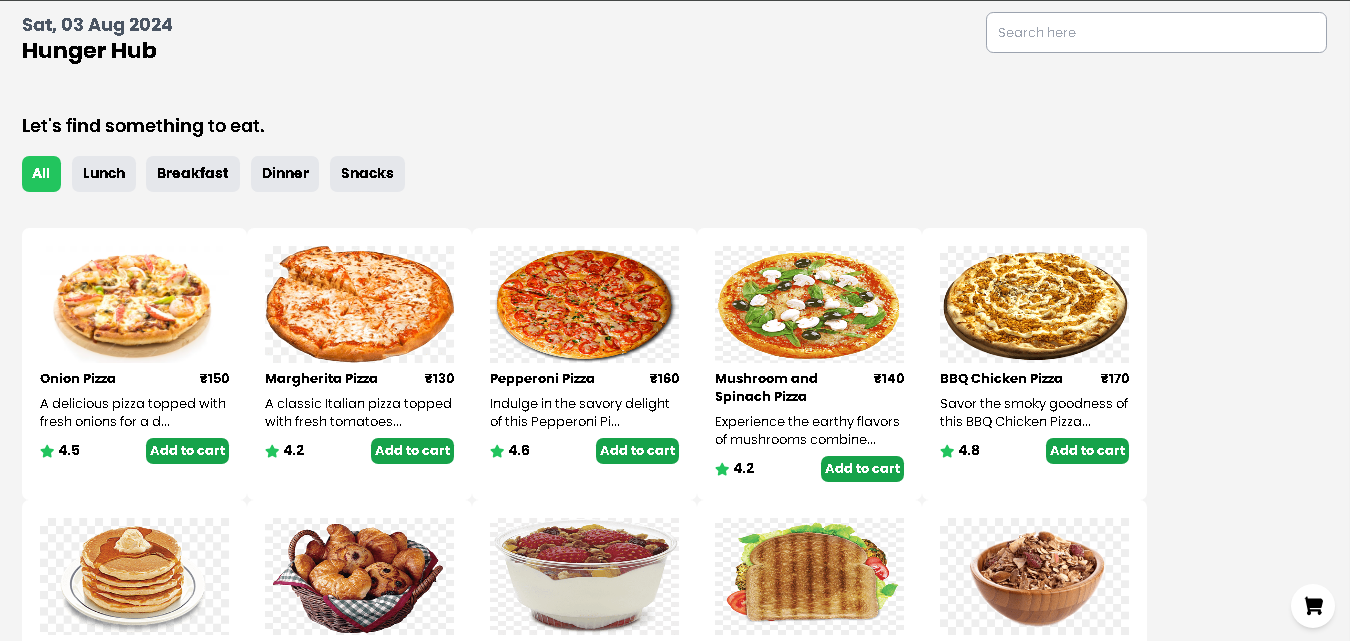 Sat, 03 Aug 2024
Search here
Hunger Hub
Let's find something to eat.
All Lunch Breakfast Dinner Snacks
Onion Pizza ₹150
A delicious pizza topped with
fresh onions for a d...
4.5 Add to cart
Margherita Pizza ₹130
A classic Italian pizza topped
with fresh tomatoes...
4.2 Add to cart
Pepperoni Pizza ₹160
Indulge in the savory delight
of this Pepperoni Pi...
4.6 Add to cart
Mushroom and ₹140
Spinach Pizza
Experience the earthy flavors
of mushrooms combine...
4.2 Add to cart
BBQ Chicken Pizza ₹170
Savor the smoky goodness of
this BBQ Chicken Pizza...
4.8 Add to cart